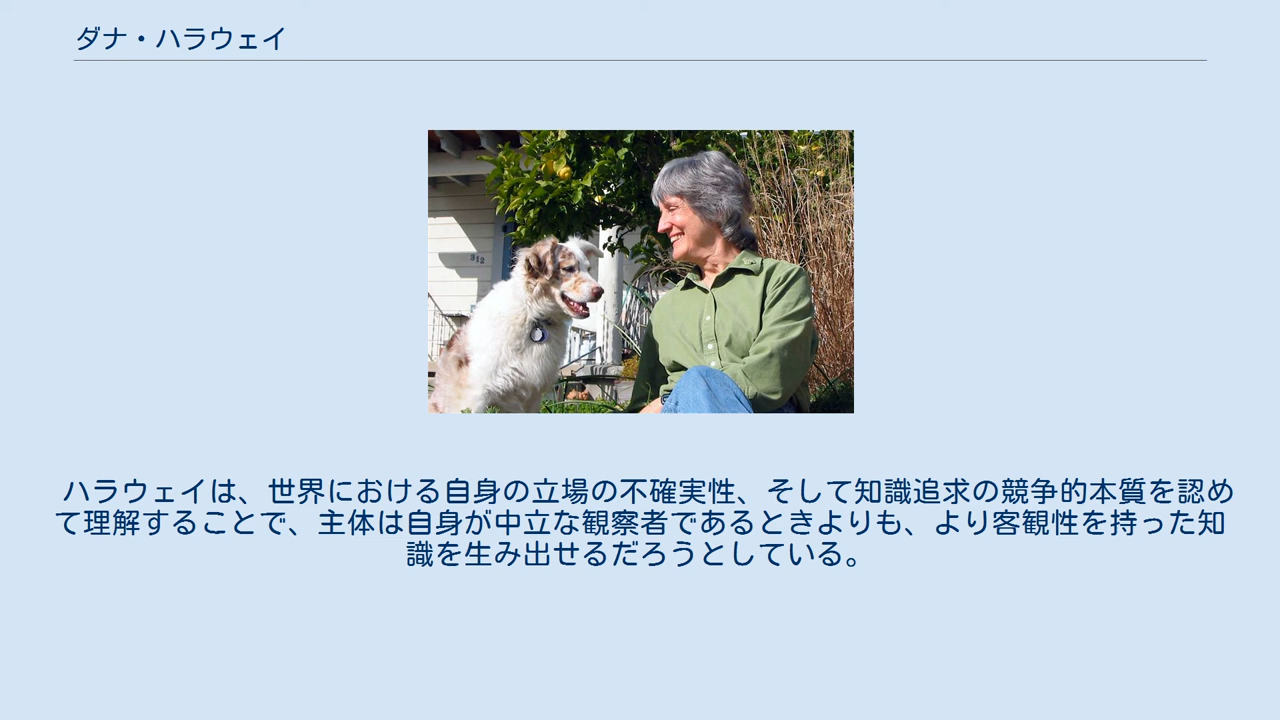 ダナ・ハラウェイ
312
ハラウェイは、世界における自身の立場の不確実性、そして知識追求の競争的本質を認め
て理解することで、主体は自身が中立な観察者であるときよりも、より客観性を持った知
識を生み出せるだろうとしている。